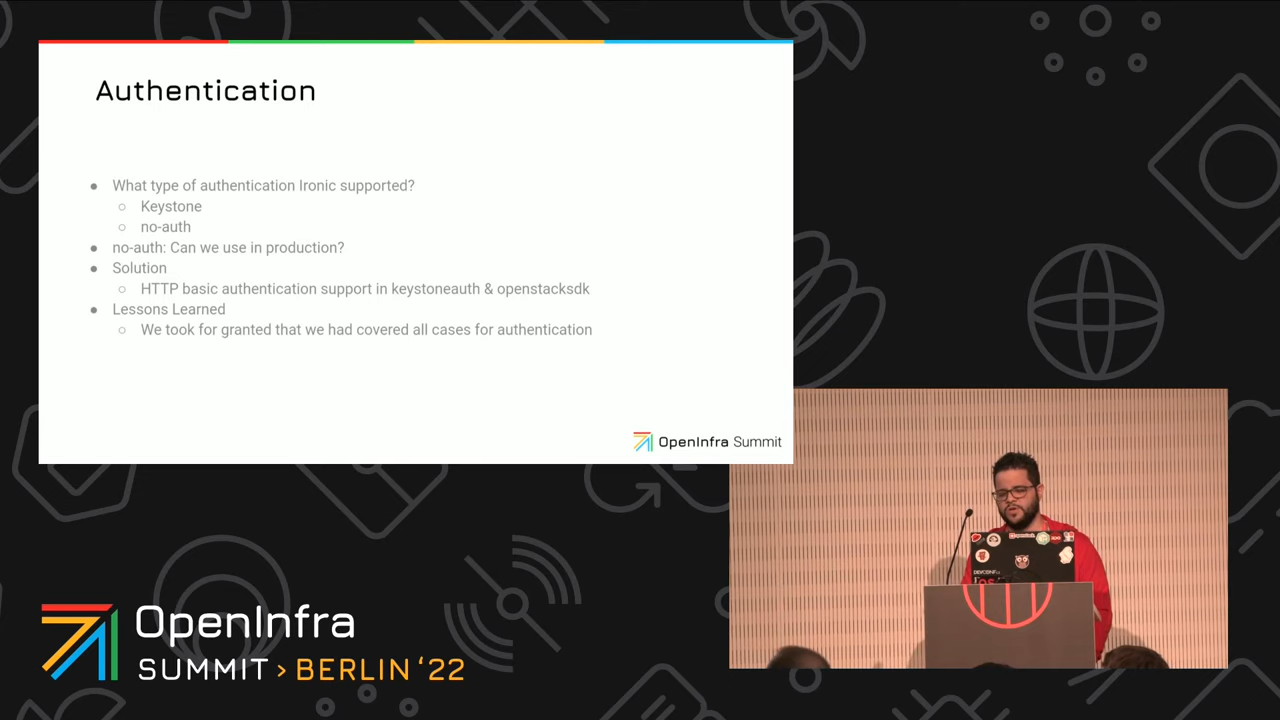 Authentication
● What type of authentication Ironic supported?
○ Keystone
○ no-auth
● no-auth: Can we use in production?
● Solution
○ HTTP basic authentication support in keystoneauth & openstacksdk
● Lessons Learned
○ We took for granted that we had covered all cases for authentication
OpenInfra Summit
OpenInfra
SUMMIT > BERLIN ‘22